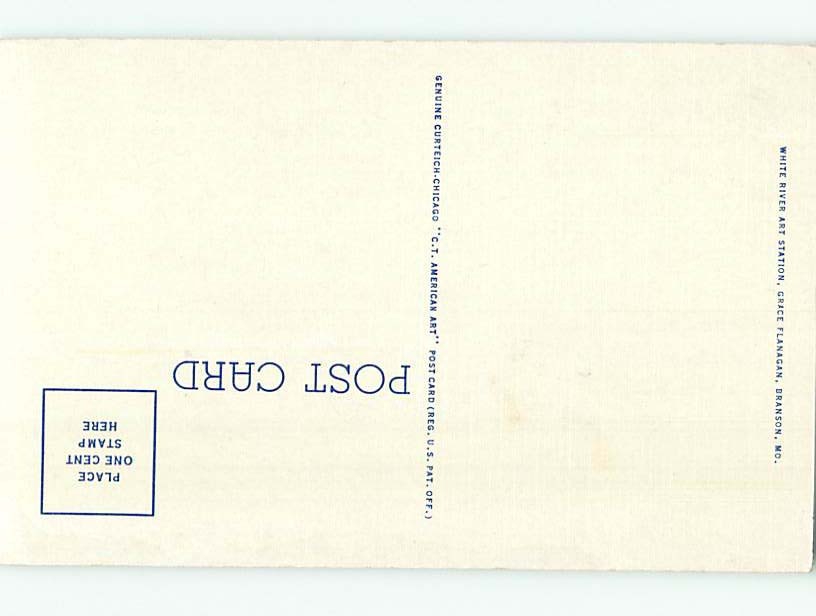 WHITE RIVER ART STATION, GRACE FLANAGAN, BRANSON, MO.
GENUINE CURTEICH-CHICAGO "C.T. AMERICAN ART" POST CARD (REG. U. S. PAT. OFF.)
POST CARD
PLACE
ONE CENT
STAMP
HERE